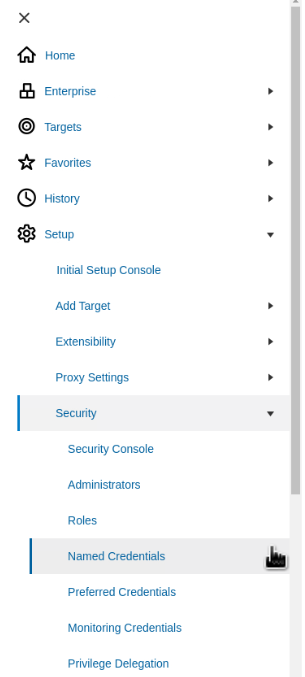 Home
Enterprise
Targets
Favorites
History
Setup
Initial Setup Console
Add Target
Extensibility
Proxy Settings
Security
Security Console
Administrators
Roles
Named Credentials
Preferred Credentials
Monitoring Credentials
Privilege Delegation